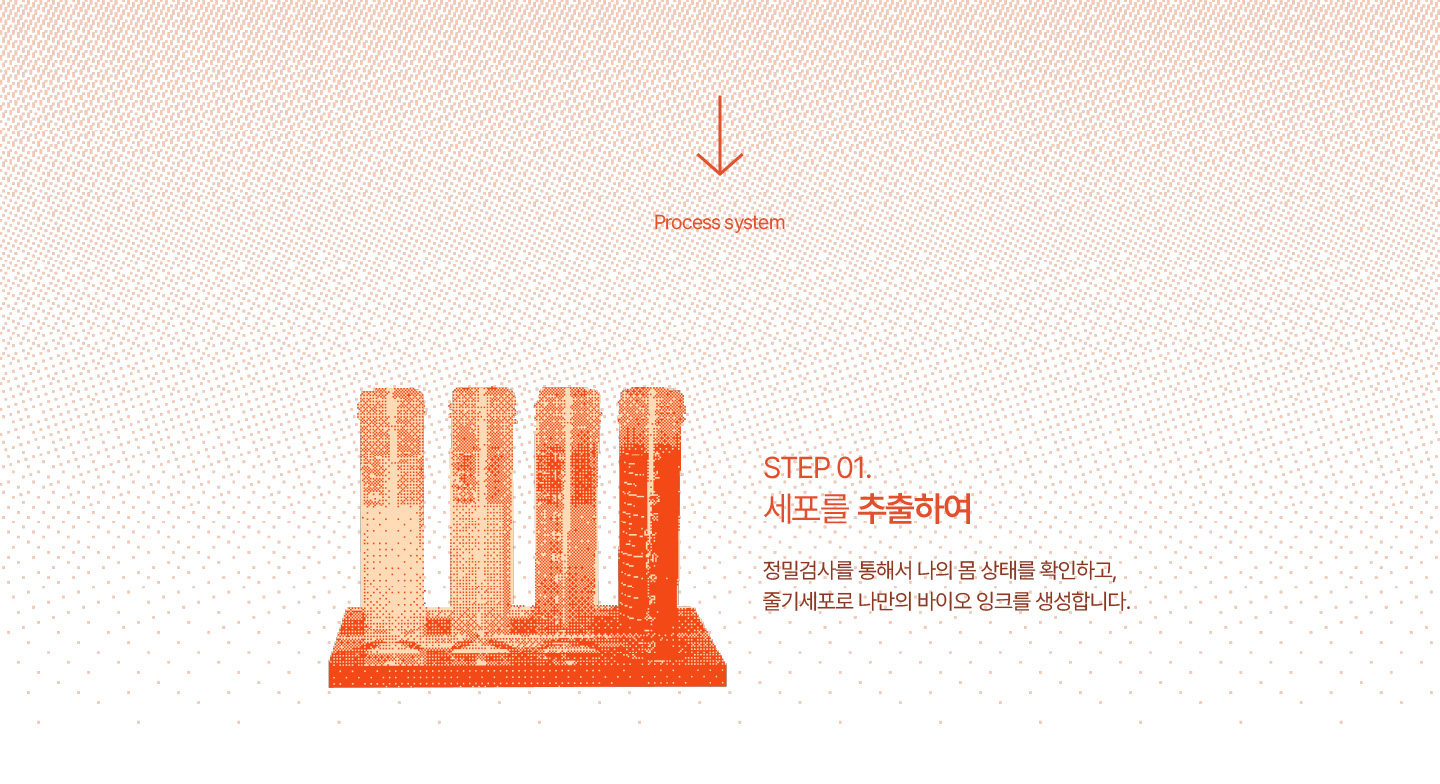 Process system
STEP 01.
세포를 추출하여
정밀검사를 통해서 나의 몸 상태를 확인하고,
줄기세포로 나만의 바이오 잉크를 생성합니다.